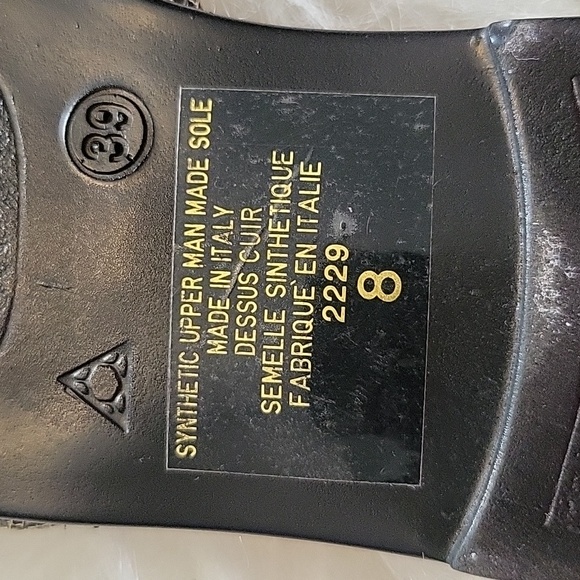 39
SYNTHETIC UPPER MAN MADE SOLE
MADE IN ITALY
DESSUS CUIR
SEMELLE SINTHETIQUE
FABRIQUE' EN ITALIE
2229
8